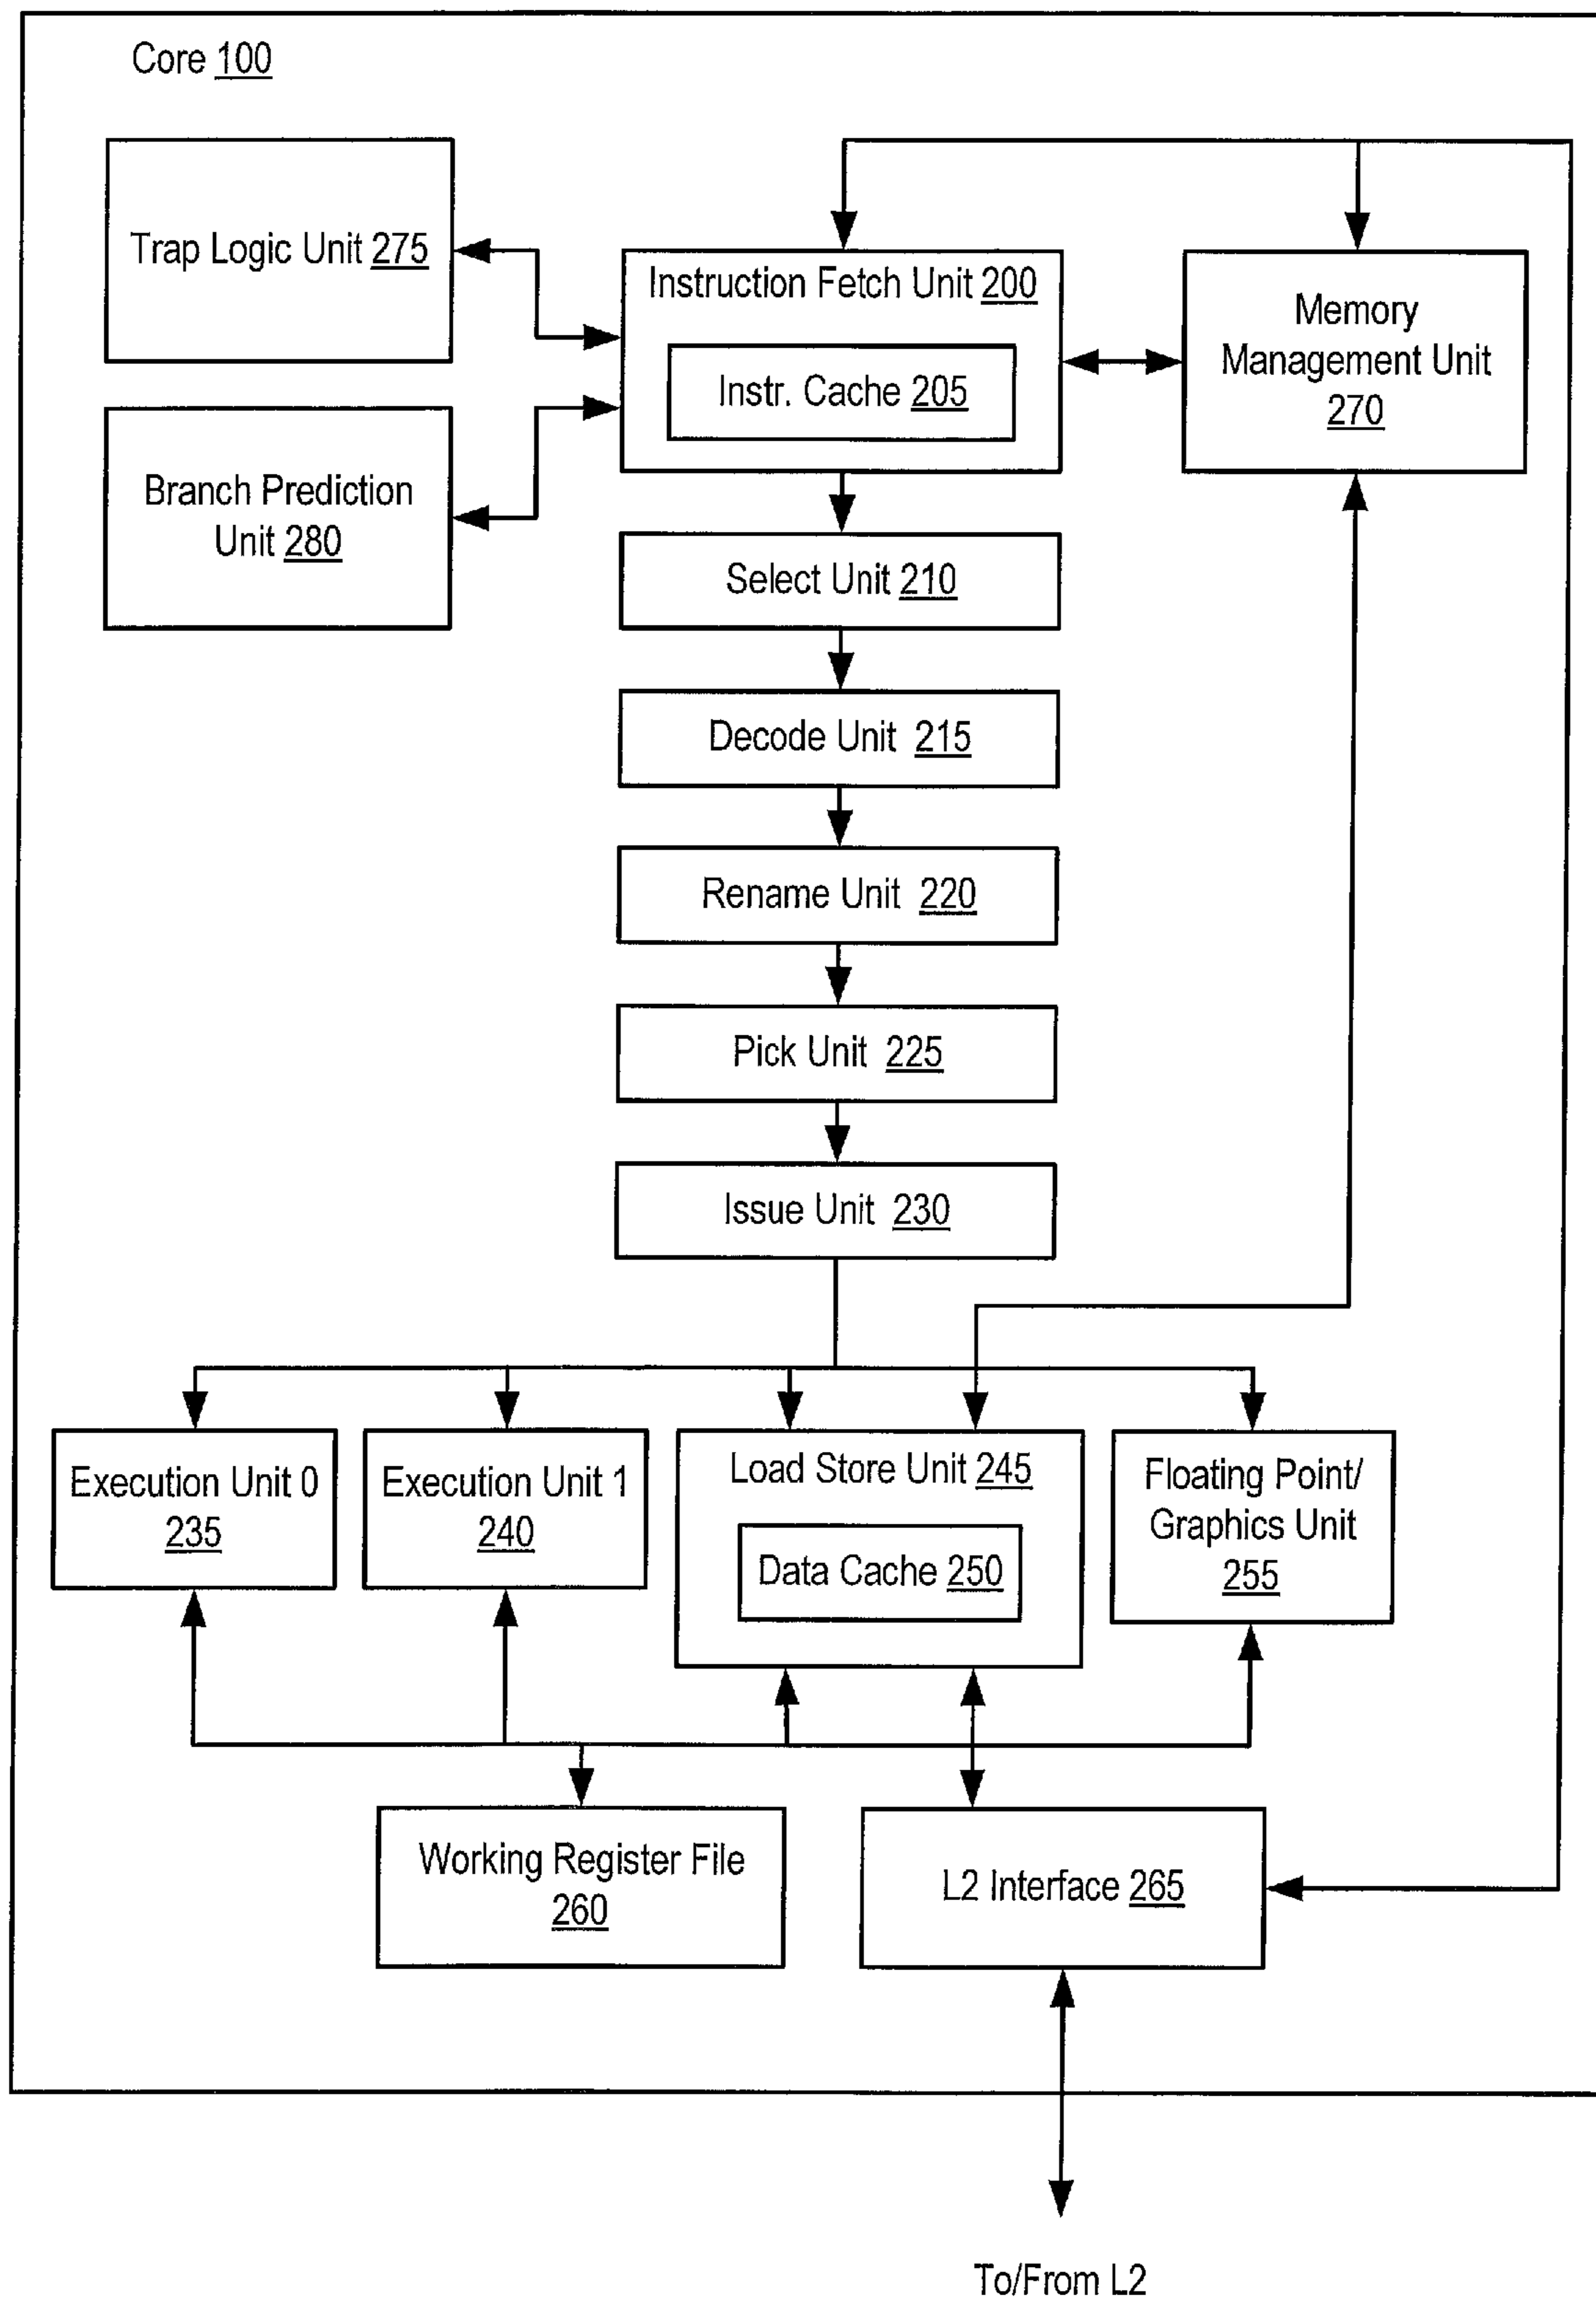 Core 100
Trap Logic Unit 275
Instruction Fetch Unit 200
Instr. Cache 205
Memory
Management Unit
270
Branch Prediction
Unit 280
Select Unit 210
Decode Unit 215
Rename Unit 220
Pick Unit 225
Issue Unit 230
Execution Unit 0
235
Execution Unit 1
240
Load Store Unit 245
Data Cache 250
Floating Point/
Graphics Unit
255
Working Register File
260
L2 Interface 265
To/From L2